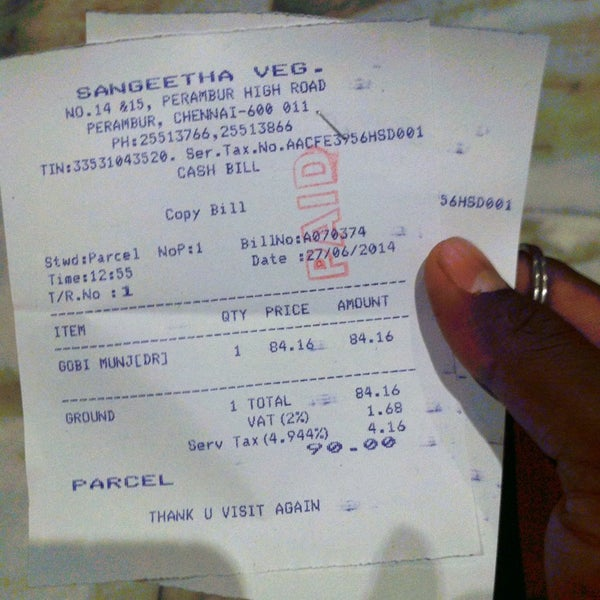 SANGEETHA VEG.
NO.14 &15, PERAMBUR HIGH ROAD
PERAMBUR, CHENNAI-600 011.
PH:25513766,25513866
TIN:33531043520. Ser.Tax.No.AACFE3956HSD001
CASH BILL
56HSD001
Copy Bill
PAID
Stwd:Parcel NoP:1 BillNo:A070374
Time:12:55 Date :27/06/2014
T/R.No :1
ITEM QTY PRICE AMOUNT
GOBI MUNJ[DR] 1 84.16 84.16
GROUND 1 TOTAL 84.16
VAT(2%) 1.68
Serv Tax(4.944%) 4.16
90.00
PARCEL
THANK U VISIT AGAIN